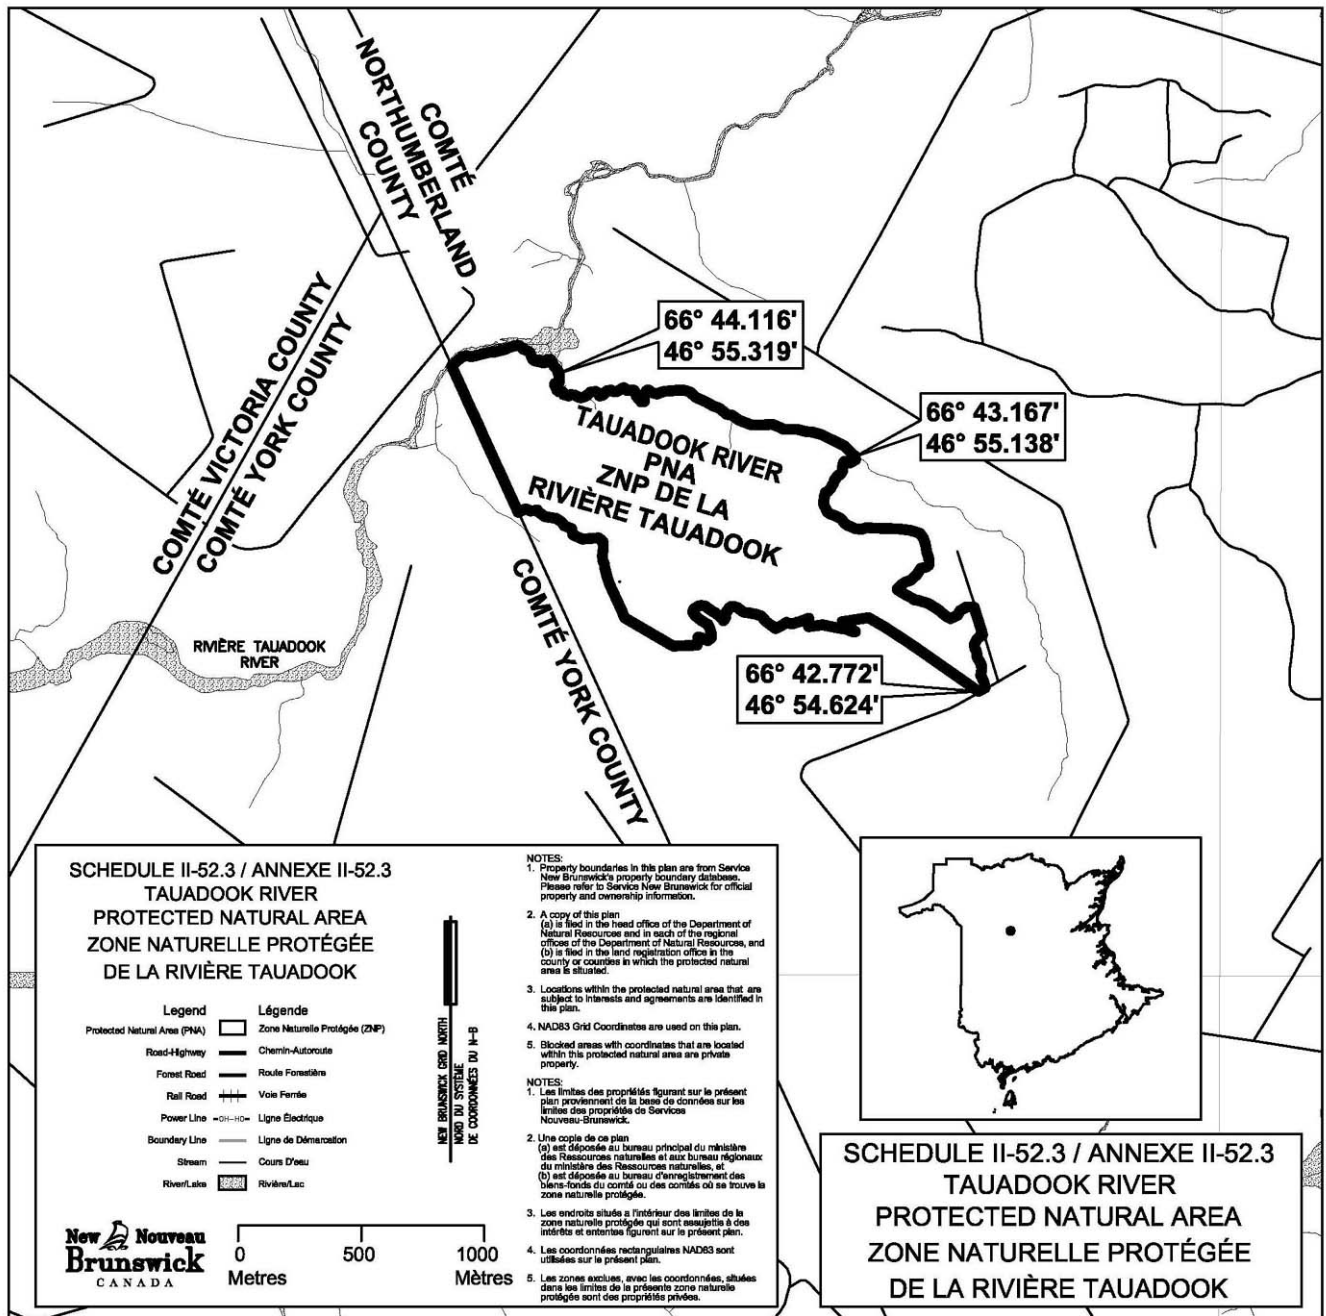 COMTÉ
NORTHUMBERLAND
COUNTY
COMTÉ VICTORIA COUNTY
COMTÉ YORK COUNTY
66° 44.116'
46° 55.319'
66° 43.167'
46° 55.138'
TAUADOOK RIVER
PNA
ZNP DE LA
RIVIÈRE TAUADOOK
COMTÉ YORK COUNTY
RIVIÈRE TAUADOOK
RIVER
66° 42.772'
46° 54.624'
SCHEDULE II-52.3 / ANNEXE II-52.3
TAUADOOK RIVER
PROTECTED NATURAL AREA
ZONE NATURELLE PROTÉGÉE
DE LA RIVIÈRE TAUADOOK
Legend Légende
Protected Natural Area (PNA) Zone Naturelle Protégée (ZNP)
Road-Highway Chemin-Autoroute
Forest Road Route Forestière
Rail Road Voie Ferrée
Power Line -OH-HO- Ligne Électrique
Boundary Line Ligne de Démarcation
Stream Cours D'eau
River/Lake Rivière/Lac
NEW BRUNSWICK GRID NORTH
NORD DU SYSTÈME
DE COORDONNÉES DU N-B
New Nouveau
Brunswick
CANADA
0 500 1000
Metres Mètres
NOTES:
1. Property boundaries in this plan are from Service
New Brunswick's property boundary database.
Please refer to Service New Brunswick for official
property and ownership information.
2. A copy of this plan
(a) is filed in the head office of the Department of
Natural Resources and in each of the regional
offices of the Department of Natural Resources, and
(b) is filed in the land registration office in the
county or counties in which the protected natural
area is situated.
3. Locations within the protected natural area that are
subject to interests and agreements are identified in
this plan.
4. NAD83 Grid Coordinates are used on this plan.
5. Blocked areas with coordinates that are located
within this protected natural area are private
property.
NOTES:
1. Les limites des propriétés figurant sur le présent
plan proviennent de la base de données sur les
limites des propriétés de Services
Nouveau-Brunswick.
2. Une copie de ce plan
(a) est déposée au bureau principal du ministère
des Ressources naturelles et aux bureau régionaux
du ministère des Ressources naturelles, et
(b) est déposée au bureau d'enregistrement des
biens-fonds du comté ou des comtés où se trouve la
zone naturelle protégée.
3. Les endroits situés a l'intérieur des limites de la
zone naturelle protégée qui sont assujettis à des
intérêts et ententes figurent sur le présent plan.
4. Les coordonnées rectangulaires NAD83 sont
utilisées sur le présent plan.
5. Les zones exclues, avec les coordonnées, situées
dans les limites de la présente zone naturelle
protégée sont des propriétés privées.
SCHEDULE II-52.3 / ANNEXE II-52.3
TAUADOOK RIVER
PROTECTED NATURAL AREA
ZONE NATURELLE PROTÉGÉE
DE LA RIVIÈRE TAUADOOK